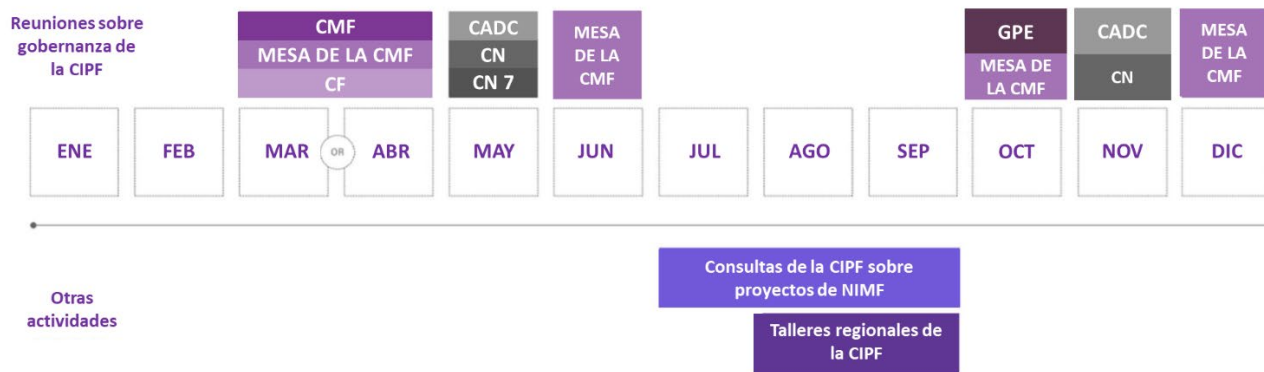 Reuniones sobre
gobernanza de
la CIPF
CMF
MESA DE LA CMF
CF
CADC
CN
CN 7
MESA
DE LA
CMF
GPE
MESA DE
LA CMF
CADC
CN
MESA
DE LA
CMF
ENE
FEB
MAR
OR
ABR
MAY
JUN
JUL
AGO
SEP
OCT
NOV
DIC
Otras
actividades
Consultas de la CIPF sobre
proyectos de NIMF
Talleres regionales de
la CIPF